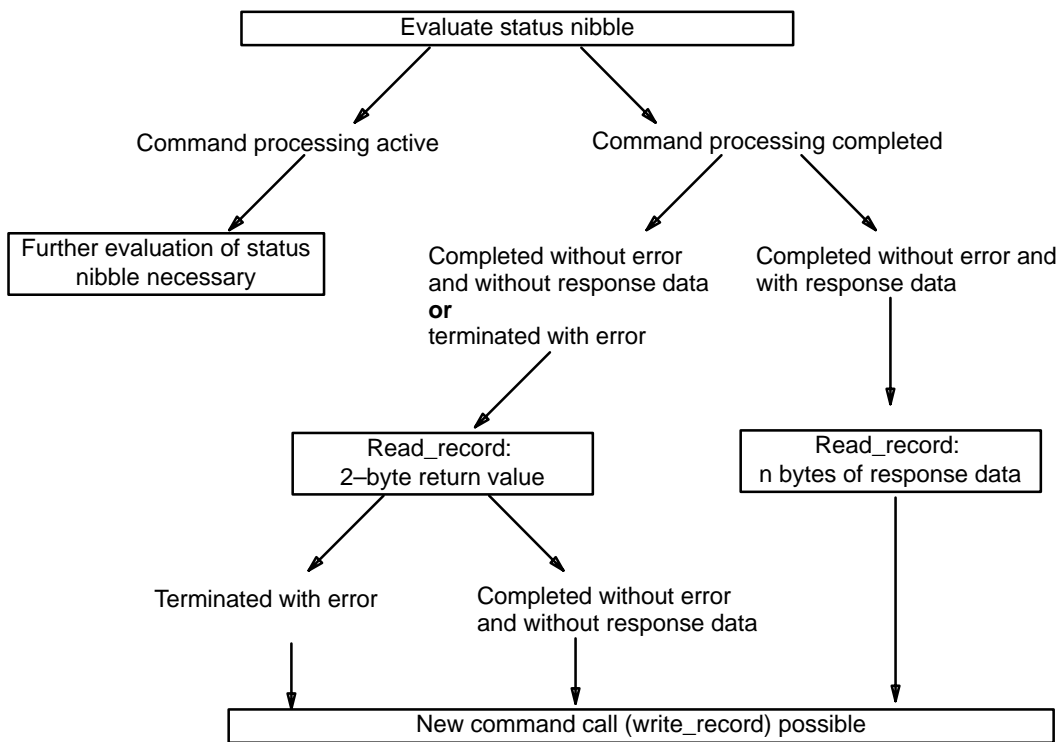 Evaluate status nibble
Command processing active
Command processing completed
Further evaluation of status
nibble necessary
Completed without error
and without response data
or
terminated with error
Completed without error and
with response data
Read_record:
2–byte return value
Read_record:
n bytes of response data
Terminated with error
Completed without error
and without response data
New command call (write_record) possible